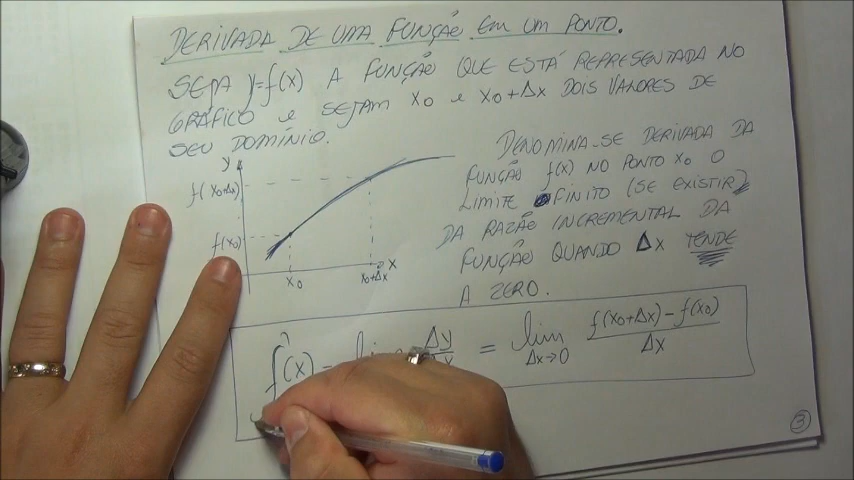 DERIVADA DE UMA FUNÇÃO EM UM PONTO.
SEJA y=f(x) A FUNÇÃO QUE ESTÁ REPRESENTADA NO
GRÁFICO E SEJAM x₀ e x₀+Δx DOIS VALORES DE
SEU DOMÍNIO.
DENOMINA-SE DERIVADA DA
FUNÇÃO f(x) NO PONTO x₀ O
LIMITE FINITO (SE EXISTIR)
DA RAZÃO INCREMENTAL DA
FUNÇÃO QUANDO Δx TENDE
A ZERO.
y
f(x₀+Δx)
f(x₀)
x₀
x₀+Δx
x
f'(x) = lim Δy = lim Δx→0 f(x₀+Δx)-f(x₀) / Δx
3